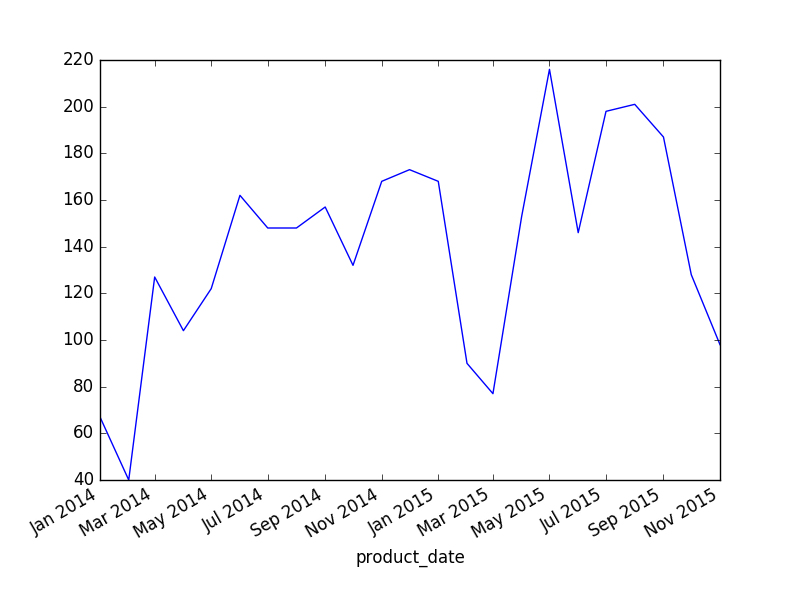 220
200
180
160
140
120
100
80
60
40
Jan 2014
Mar 2014
May 2014
Jul 2014
Sep 2014
Nov 2014
Jan 2015
Mar 2015
May 2015
Jul 2015
Sep 2015
Nov 2015
product_date